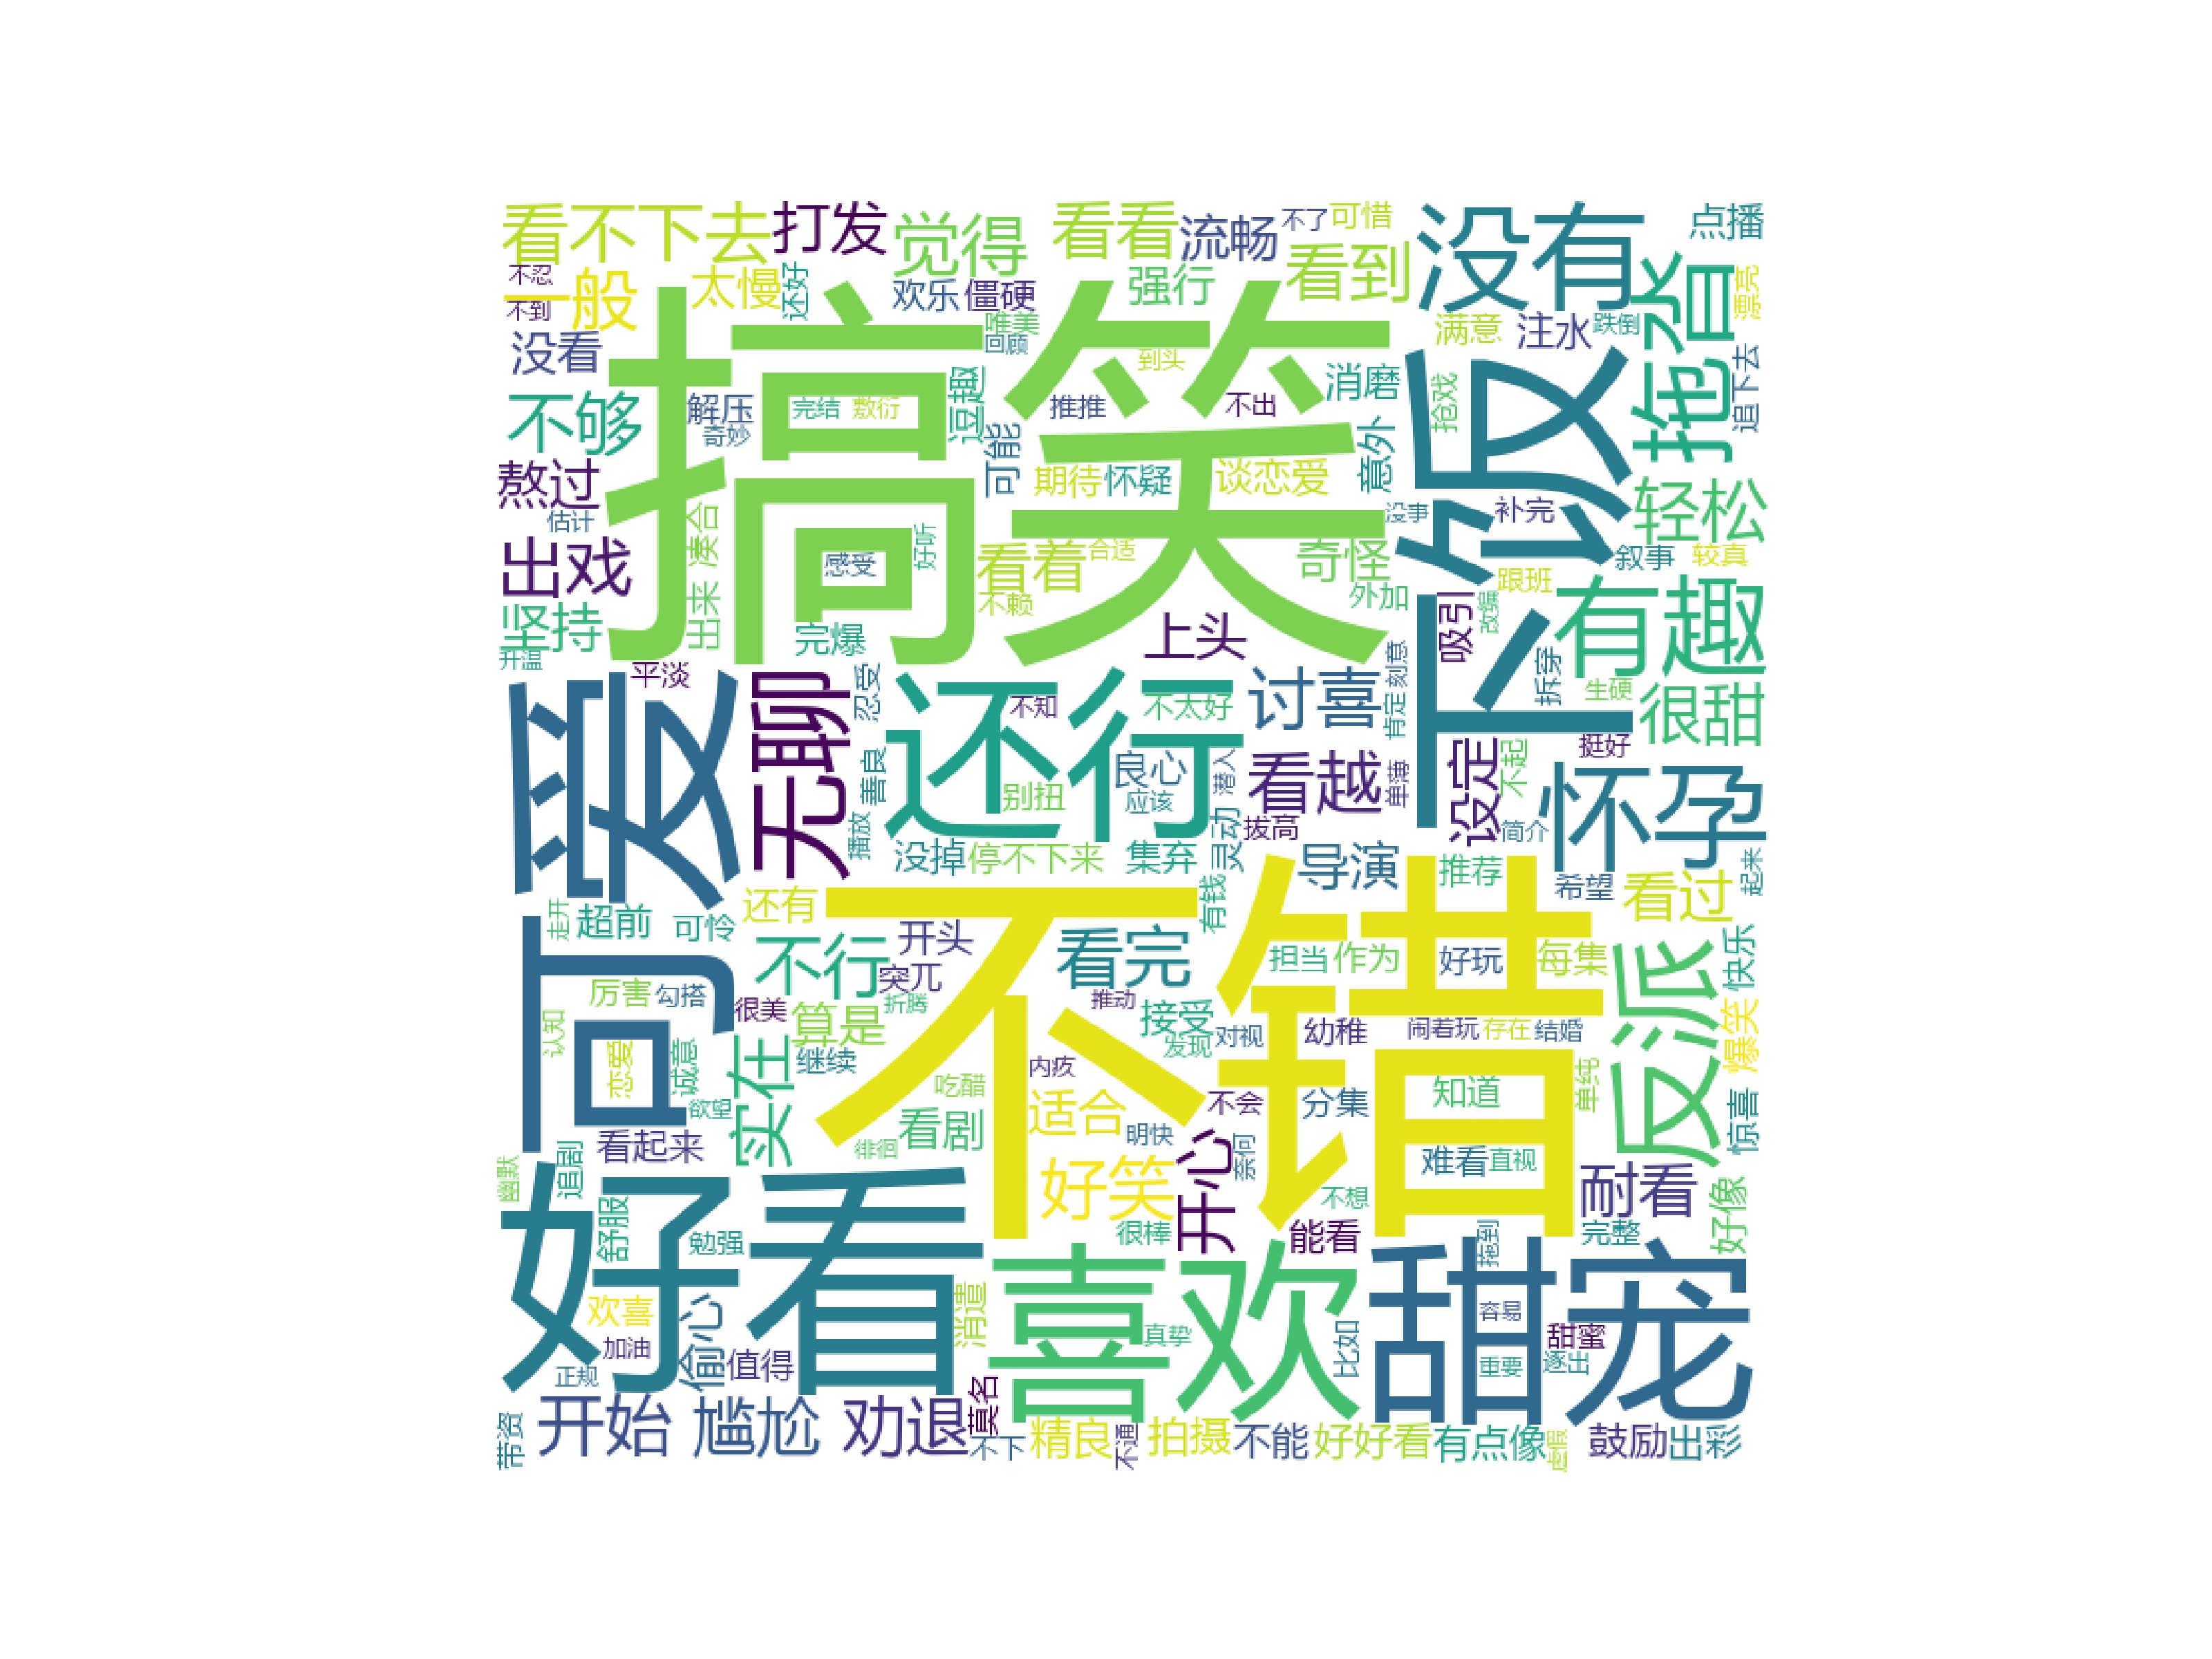 看不下去
打发
觉得
看看
流畅
不了
可惜
没有
点播
不忍
不到
一般
太慢
还好
欢乐
僵硬
强行
看到
拖沓
漂亮
没看
唯美
回顾
到头
满意
注水
跌倒
追下去
搞笑
不够
解压
奇妙
完结
敷衍
逗趣
推推
不出
消磨
抢戏
下饭
熬过
可能
期待
怀疑
谈恋爱
意外
轻松
估计
凑合
没事
补完
出戏
感受
好听
看着
合适
奇怪
叙事
较真
出来
不赖
外加
跟班
有趣
坚持
完爆
上头
吸引
改编
开温
平淡
可爱
无聊
忍受
还行
不知
不太好
讨喜
刻意
肯定
拆穿
生硬
很甜
善良
良心
潜入
看越
单海
设定
不起
挺好
怀孕
别扭
应该
拔高
简介
播放
没掉
停不下来
集弃
灵动
导演
推荐
希望
看过
起来
走开
超前
可怜
还有
开头
不错
有钱
不行
突兀
看完
担当
作为
好玩
每集
反派
快乐
厉害
勾搭
很美
算是
折腾
推动
接受
对视
幼稚
闹着玩
存在
结婚
爆笑
认知
恋爱
诚意
实在
继续
发现
内疚
吃醋
欲望
适合
不会
分集
知道
单纯
惊喜
看起来
看剧
明快
徘徊
奈何
难看
直视
幽默
追剧
好看
好笑
开心
不想
耐看
好像
舒服
勉强
很棒
能看
拖到
完整
欢喜
偷心
消遣
喜欢
甜宠
容易
加油
值得
真挚
比如
甜蜜
正规
重要
逐出
带资
开始
尴尬
劝退
莫名
不下
精良
不通
拍摄
不能
好好看
有点像
虚假
鼓励
出彩